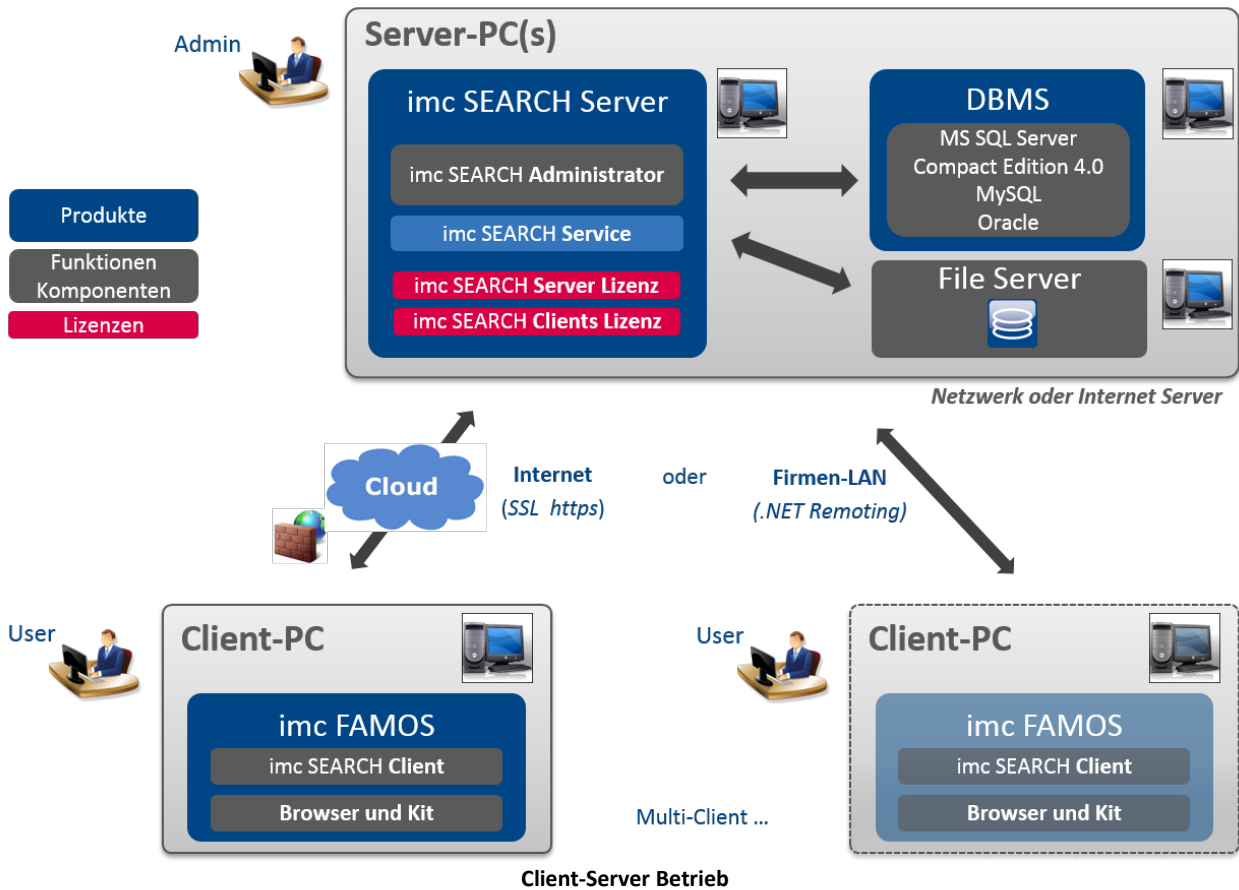 Admin
Server-PC(s)
imc SEARCH Server
imc SEARCH Administrator
imc SEARCH Service
imc SEARCH Server Lizenz
imc SEARCH Clients Lizenz
DBMS
MS SQL Server
Compact Edition 4.0
MySQL
Oracle
File Server
Produkte
Funktionen
Komponenten
Lizenzen
Netzwerk oder Internet Server
Cloud
Internet
(SSL https)
oder
Firmen-LAN
(.NET Remoting)
User
Client-PC
imc FAMOS
imc SEARCH Client
Browser und Kit
Multi-Client ...
User
Client-PC
imc FAMOS
imc SEARCH Client
Browser und Kit
Client-Server Betrieb